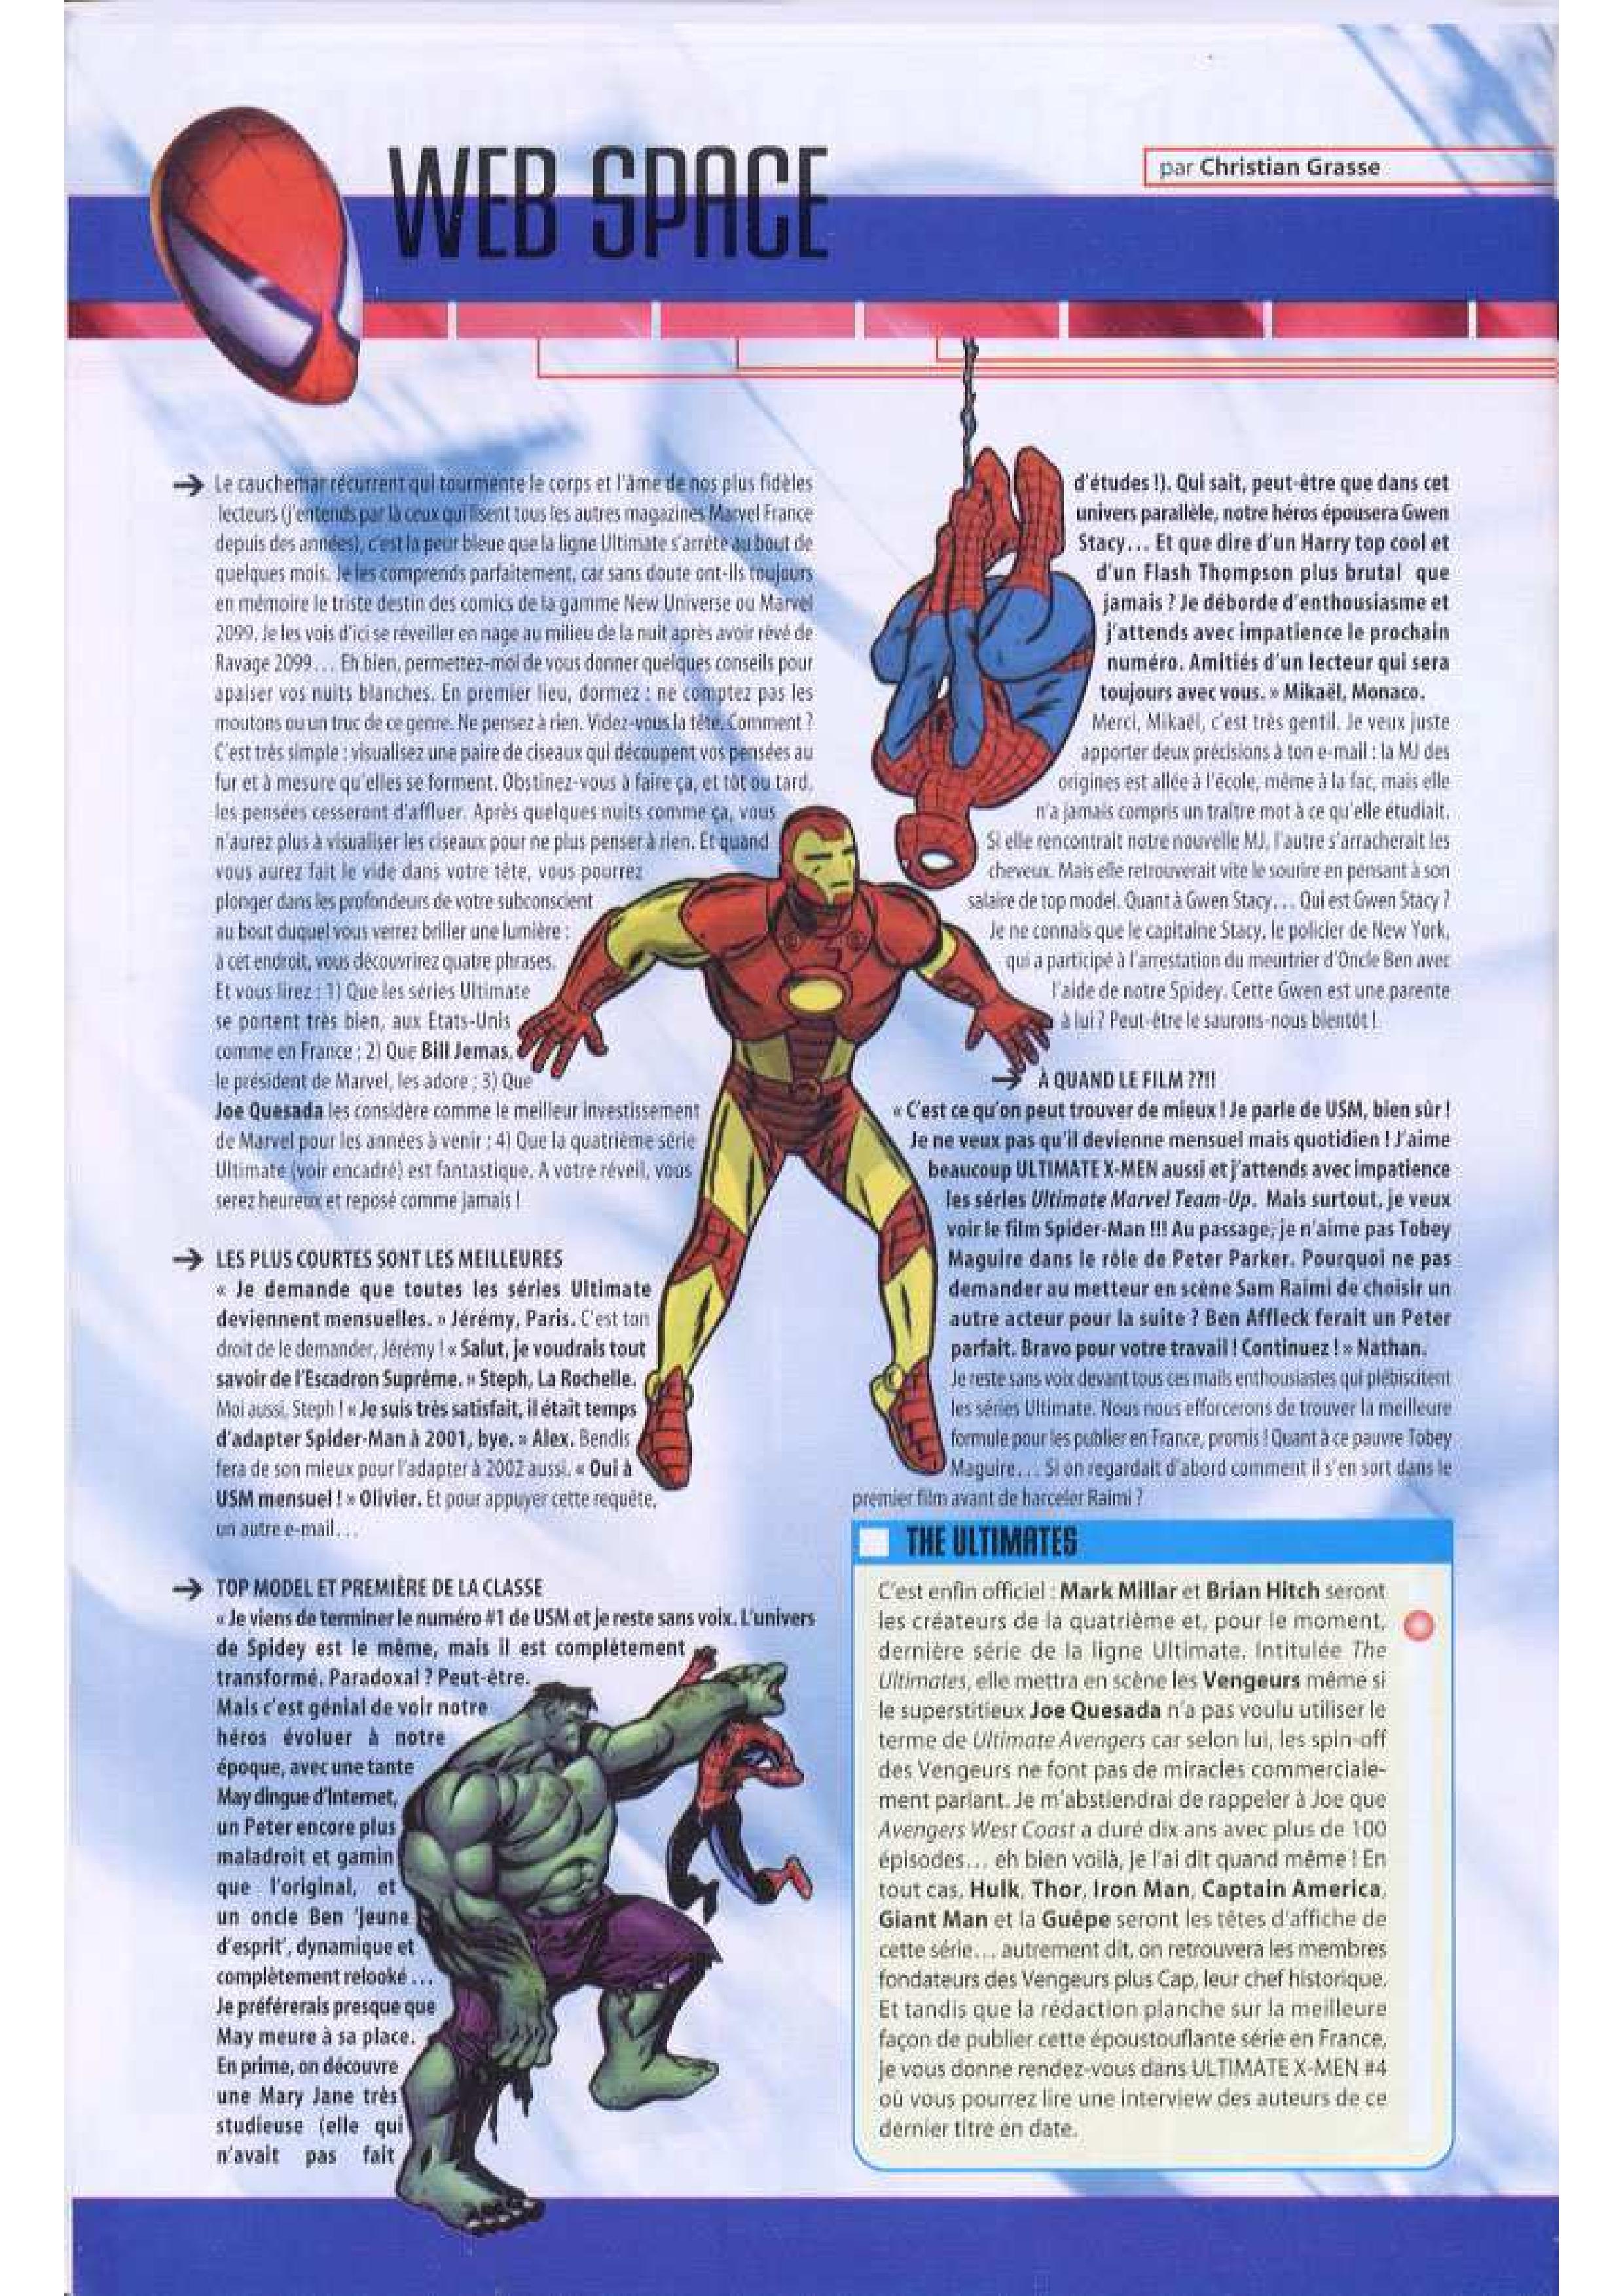 WEB SPACE
par Christian Grasse
Le cauchemar récurrent qui tourmente le corps et l'âme de nos plus fidèles
lecteurs (j'entends par là ceux qui lisent tous les autres magazines Marvel France
depuis des années), c'est la peur bleue que la ligne Ultimate s'arrête au bout de
quelques mois. Je les comprends parfaitement, car sans doute ont-ils toujours
en mémoire le triste destin des comics de la gamme New Universe ou Marvel
2099. Je les vois d'ici se réveiller en nage au milieu de la nuit après avoir rêvé de
Ravage 2099... Eh bien, permettez-moi de vous donner quelques conseils pour
apaiser vos nuits blanches. En premier lieu, dormez : ne comptez pas les
moutons ou un truc de ce genre. Ne pensez à rien. Videz-vous la tête. Comment ?
C'est très simple : visualisez une paire de ciseaux qui découpent vos pensées au
fur et à mesure qu'elles se forment. Obstinez-vous à faire ça, et tôt ou tard,
les pensées cesseront d'affluer. Après quelques nuits comme ça, vous
n'aurez plus à visualiser les ciseaux pour ne plus penser à rien. Et quand
vous aurez fait le vide dans votre tête, vous pourrez
plonger dans les profondeurs de votre subconscient
au bout duquel vous verrez briller une lumière :
à cet endroit, vous découvrirez quatre phrases.
Et vous lirez : 1) Que les séries Ultimate
se portent très bien, aux Etats-Unis
comme en France ; 2) Que Bill Jemas,
le président de Marvel, les adore ; 3) Que
Joe Quesada les considère comme le meilleur investissement
de Marvel pour les années à venir ; 4) Que la quatrième série
Ultimate (voir encadré) est fantastique. A votre réveil, vous
serez heureux et reposé comme jamais !
LES PLUS COURTES SONT LES MEILLEURES
« Je demande que toutes les séries Ultimate
deviennent mensuelles. » Jérémy, Paris. C'est ton
droit de le demander, Jérémy ! « Salut, je voudrais tout
savoir de l'Escadron Suprême. » Steph, La Rochelle.
Moi aussi, Steph ! « Je suis très satisfait, il était temps
d'adapter Spider-Man à 2001, bye. » Alex. Bendis
fera de son mieux pour l'adapter à 2002 aussi. « Oui à
USM mensuel ! » Olivier. Et pour appuyer cette requête,
un autre e-mail...
TOP MODEL ET PREMIÈRE DE LA CLASSE
« Je viens de terminer le numéro #1 de USM et je reste sans voix. L'univers
de Spidey est le même, mais il est complètement
transformé. Paradoxal ? Peut-être.
Mais c'est génial de voir notre
héros évoluer à notre
époque, avec une tante
May dingue d'Internet,
un Peter encore plus
maladroit et gamin
que l'original, et
un oncle Ben 'jeune
d'esprit', dynamique et
complètement relooké...
Je préférerais presque que
May meure à sa place.
En prime, on découvre
une Mary Jane très
studieuse (elle qui
n'avait pas fait
d'études !). Qui sait, peut-être que dans cet
univers parallèle, notre héros épousera Gwen
Stacy... Et que dire d'un Harry top cool et
d'un Flash Thompson plus brutal que
jamais ? Je déborde d'enthousiasme et
j'attends avec impatience le prochain
numéro. Amitiés d'un lecteur qui sera
toujours avec vous. » Mikaël, Monaco.
Merci, Mikaël, c'est très gentil. Je veux juste
apporter deux précisions à ton e-mail : la MJ des
origines est allée à l'école, même à la fac, mais elle
n'a jamais compris un traître mot à ce qu'elle étudiait.
Si elle rencontrait notre nouvelle MJ, l'autre s'arracherait les
cheveux. Mais elle retrouverait vite le sourire en pensant à son
salaire de top model. Quant à Gwen Stacy... Qui est Gwen Stacy ?
Je ne connais que le capitaine Stacy, le policier de New York,
qui a participé à l'arrestation du meurtrier d'Oncle Ben avec
l'aide de notre Spidey. Cette Gwen est une parente
à lui ? Peut-être le saurons-nous bientôt !
À QUAND LE FILM ??!!
« C'est ce qu'on peut trouver de mieux ! Je parle de USM, bien sûr !
Je ne veux pas qu'il devienne mensuel mais quotidien ! J'aime
beaucoup ULTIMATE X-MEN aussi et j'attends avec impatience
les séries Ultimate Marvel Team-Up. Mais surtout, je veux
voir le film Spider-Man !!! Au passage, je n'aime pas Tobey
Maguire dans le rôle de Peter Parker. Pourquoi ne pas
demander au metteur en scène Sam Raimi de choisir un
autre acteur pour la suite ? Ben Affleck ferait un Peter
parfait. Bravo pour votre travail ! Continuez ! » Nathan.
Je reste sans voix devant tous ces mails enthousiastes qui plébiscitent
les séries Ultimate. Nous nous efforcerons de trouver la meilleure
formule pour les publier en France, promis ! Quant à ce pauvre Tobey
Maguire... Si on regardait d'abord comment il s'en sort dans le
premier film avant de harceler Raimi ?
THE ULTIMATES
C'est enfin officiel : Mark Millar et Brian Hitch seront
les créateurs de la quatrième et, pour le moment,
dernière série de la ligne Ultimate. Intitulée The
Ultimates, elle mettra en scène les Vengeurs même si
le superstitieux Joe Quesada n'a pas voulu utiliser le
terme de Ultimate Avengers car selon lui, les spin-off
des Vengeurs ne font pas de miracles commerciale-
ment parlant. Je m'abstiendrai de rappeler à Joe que
Avengers West Coast a duré dix ans avec plus de 100
épisodes... eh bien voilà, je l'ai dit quand même ! En
tout cas, Hulk, Thor, Iron Man, Captain America,
Giant Man et la Guêpe seront les têtes d'affiche de
cette série... autrement dit, on retrouvera les membres
fondateurs des Vengeurs plus Cap, leur chef historique.
Et tandis que la rédaction planche sur la meilleure
façon de publier cette époustouflante série en France,
je vous donne rendez-vous dans ULTIMATE X-MEN #4
où vous pourrez lire une interview des auteurs de ce
dernier titre en date.